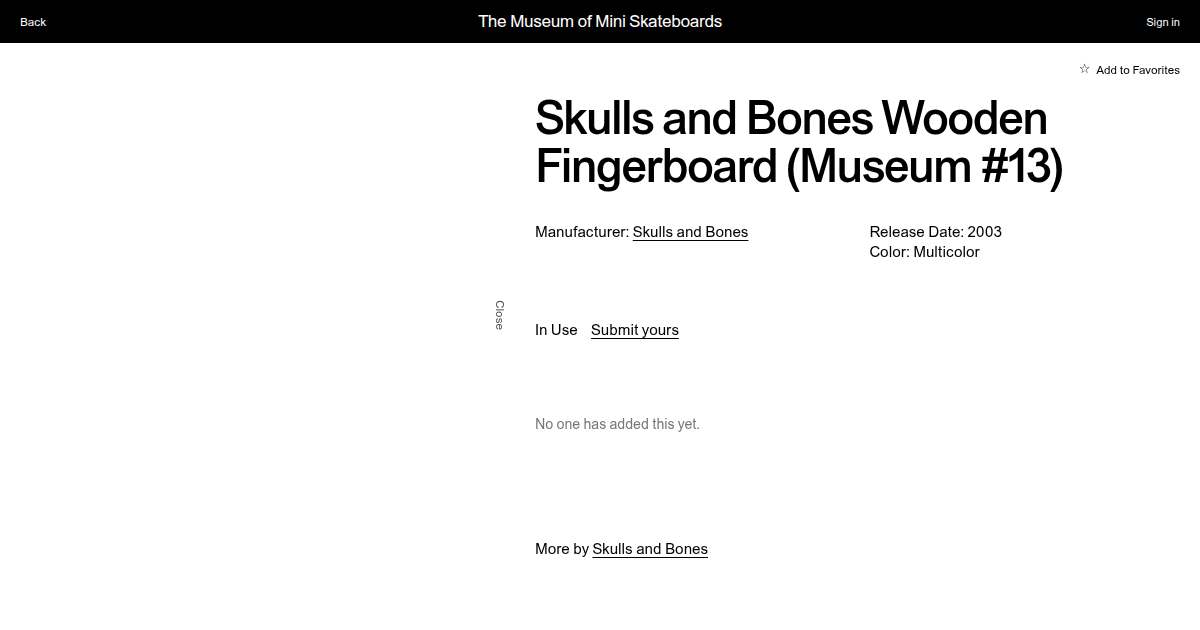 Back
The Museum of Mini Skateboards
Sign in
☆ Add to Favorites
Skulls and Bones Wooden
Fingerboard (Museum #13)
Manufacturer: Skulls and Bones
Release Date: 2003
Color: Multicolor
Close
In Use Submit yours
No one has added this yet.
More by Skulls and Bones